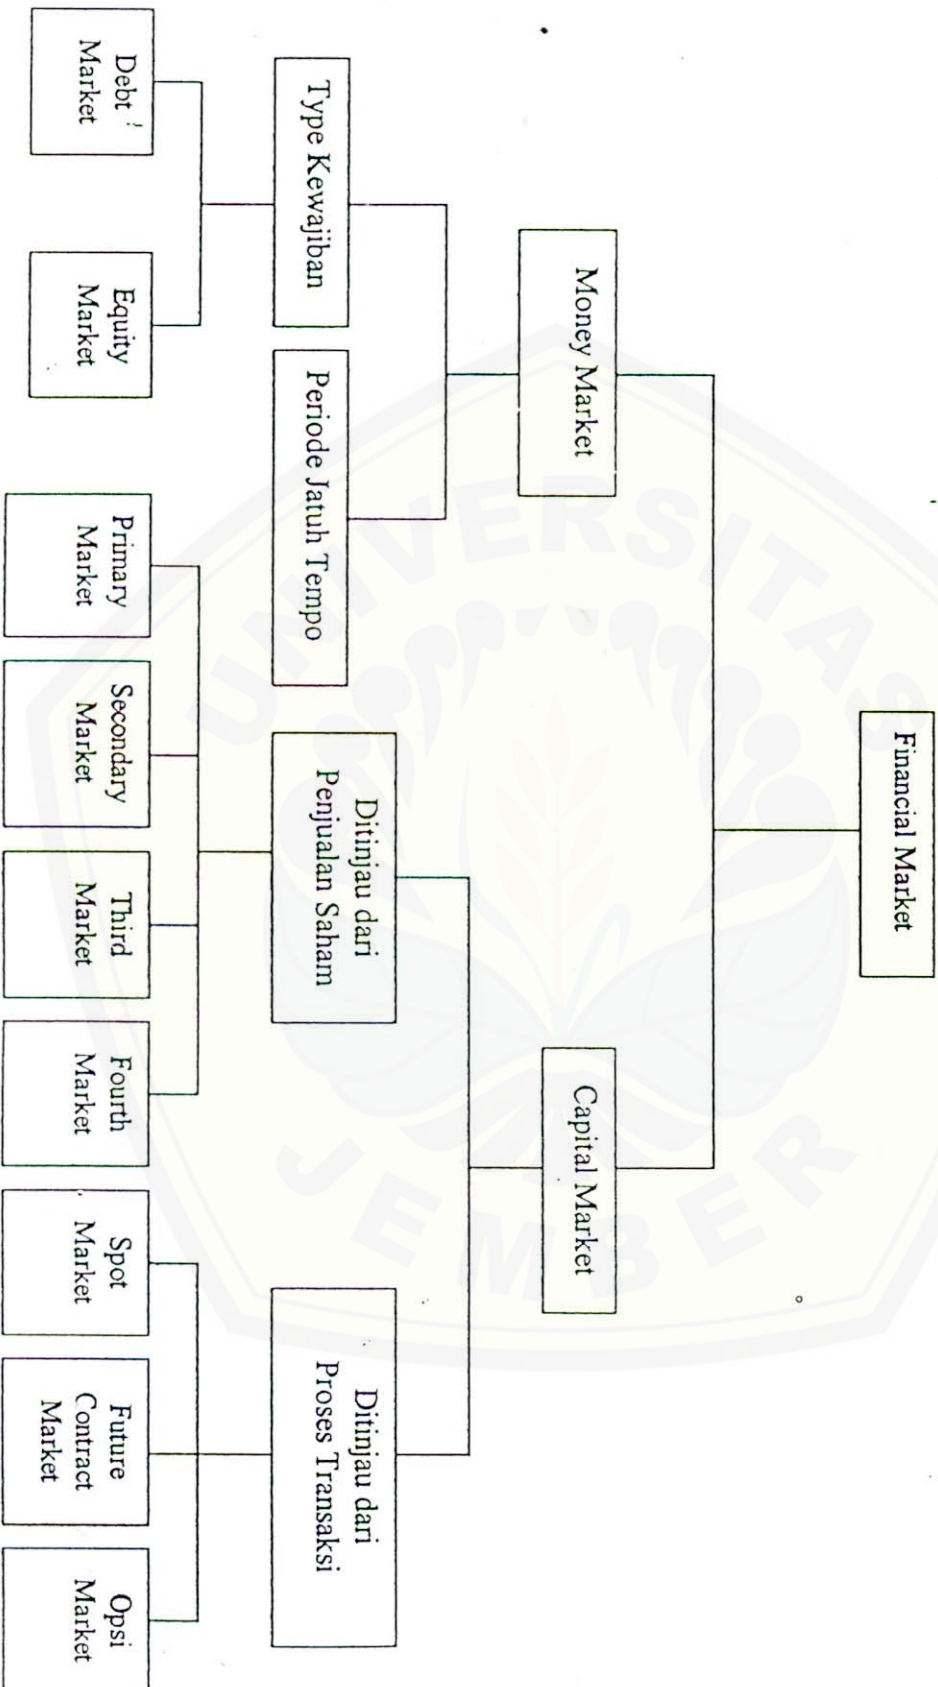 Financial Market
Money Market
Capital Market
Type Kewajiban
Periode Jatuh Tempo
Ditinjau dari
Penjualan Saham
Ditinjau dari
Proses Transaksi
Debt
Market
Equity
Market
Primary
Market
Secondary
Market
Third
Market
Fourth
Market
Spot
Market
Future
Contract
Market
Opsi
Market
UNIVERSITAS
JEMBER